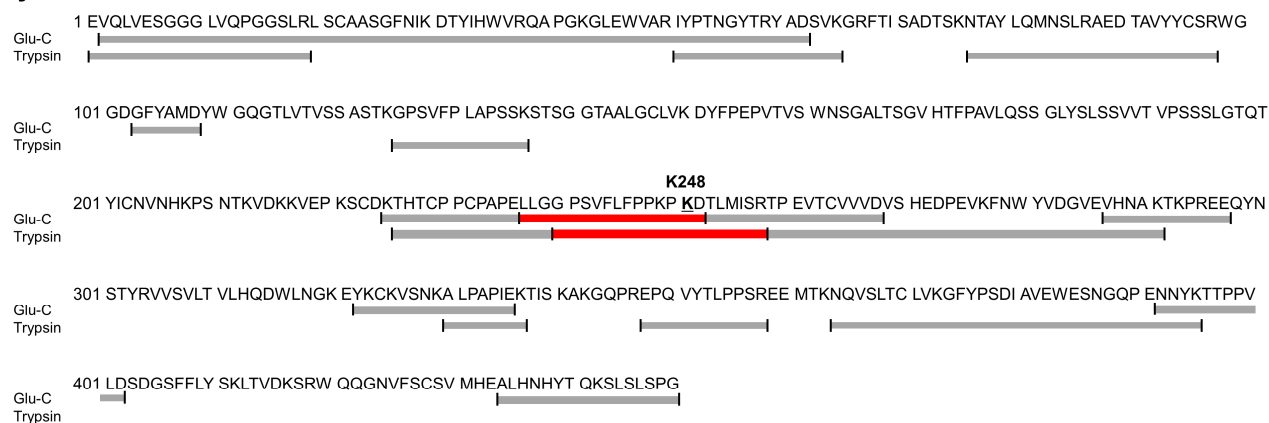 1 EVQLVESGGG LVQPGGSLRL SCAASGFNIK DTYIHWVRQA PGKGLEWVAR IYPTNGYTRY ADSVKGRFTI SADTSKNTAY LQMNSLRAED TAVYYCSRWG
Glu-C
Trypsin
101 GDGFYAMDYW GQGTLVTVSS ASTKGPSVFP LAPSSKSTSG GTAALGCLVK DYFPEPVTVS WNSGALTSGV HTFPAVLQSS GLYSLSSVVT VPSSSLGTQT
Glu-C
Trypsin
K248
201 YICNVNHKPS NTKVDKKVEP KSCDKTHTCP PCPAPELLGG PSVFLFPPKP KDTLMISRTP EVTCVVVDVS HEDPEVKFNW YVDGVEVHNA KTKPREEQYN
Glu-C
Trypsin
301 STYRVVSVLT VLHQDWLNGK EYKCKVSNKA LPAPIEKTIS KAKGQPREPQ VYTLPPSREE MTKNQVSLTC LVKGFYPSDI AVEWESNGQP ENNYKTTPPV
Glu-C
Trypsin
401 LDSDGSFFLY SKLTVDKSRW QQGNVFSCSV MHEALHNHYT QKSLSLSPG
Glu-C
Trypsin